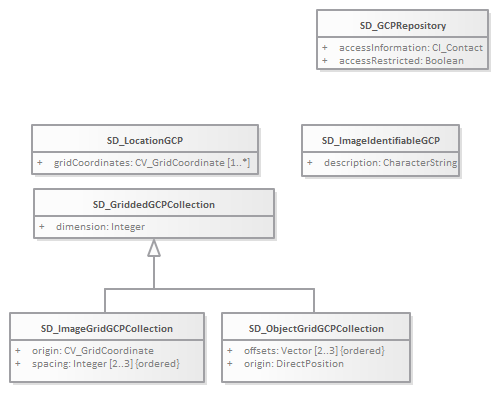 SD_GCPRepository
+ accessInformation: CI_Contact
+ accessRestricted: Boolean
SD_LocationGCP
+ gridCoordinates: CV_GridCoordinate [1..*]
SD_ImageIdentifiableGCP
+ description: CharacterString
SD_GriddedGCPCollection
+ dimension: Integer
SD_ImageGridGCPCollection
+ origin: CV_GridCoordinate
+ spacing: Integer [2..3] {ordered}
SD_ObjectGridGCPCollection
+ offsets: Vector [2..3] {ordered}
+ origin: DirectPosition